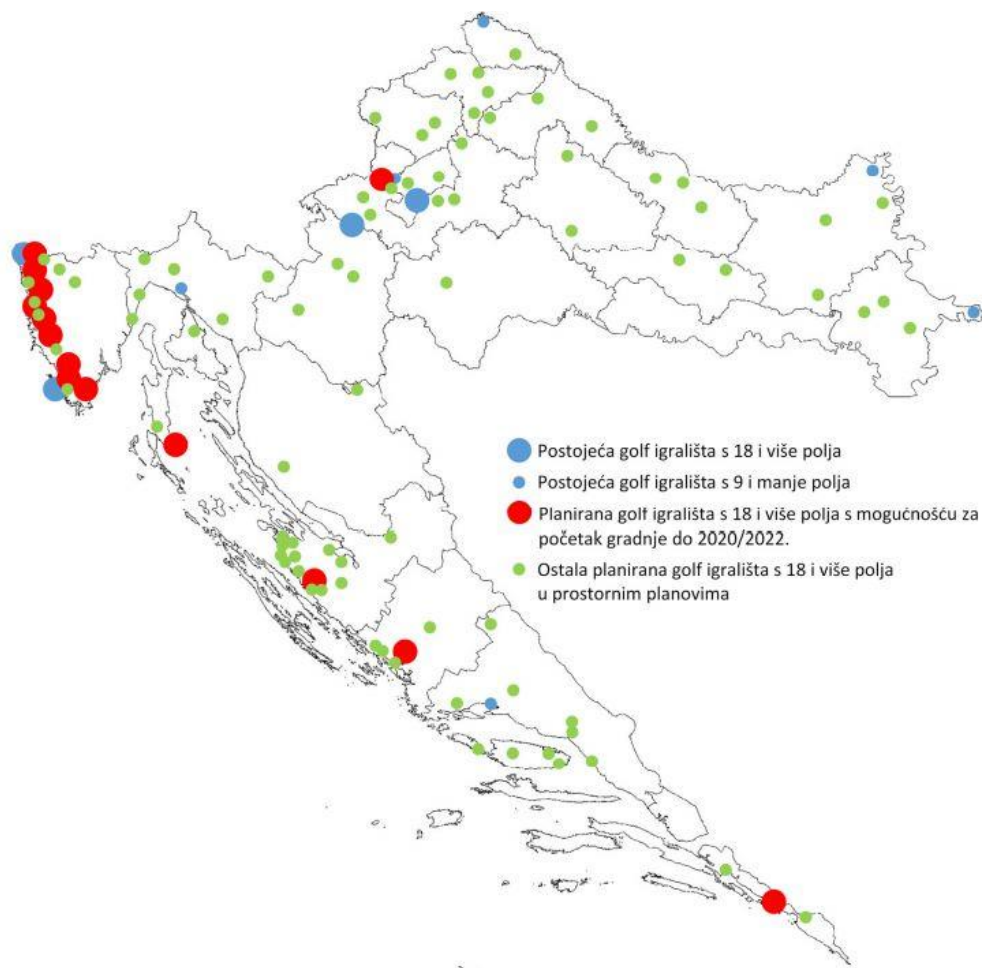 Postojeća golf igrališta s 18 i više polja
Postojeća golf igrališta s 9 i manje polja
Planirana golf igrališta s 18 i više polja s mogućnošću za
početak gradnje do 2020/2022.
Ostala planirana golf igrališta s 18 i više polja
u prostornim planovima